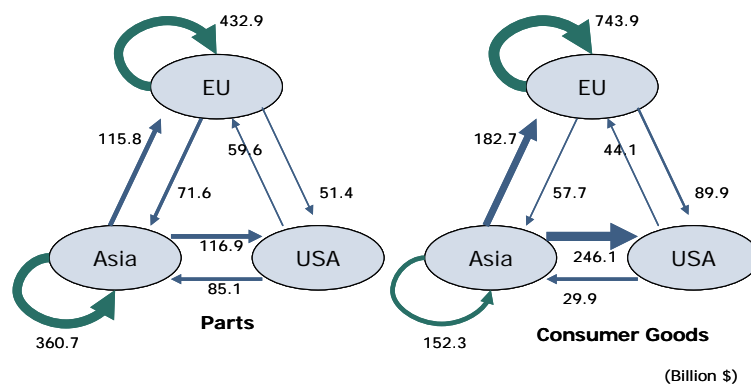 432.9
EU
115.8
59.6
71.6
51.4
Asia
116.9
USA
85.1
360.7
Parts
743.9
EU
182.7
44.1
57.7
89.9
Asia
246.1
USA
29.9
152.3
Consumer Goods
(Billion $)